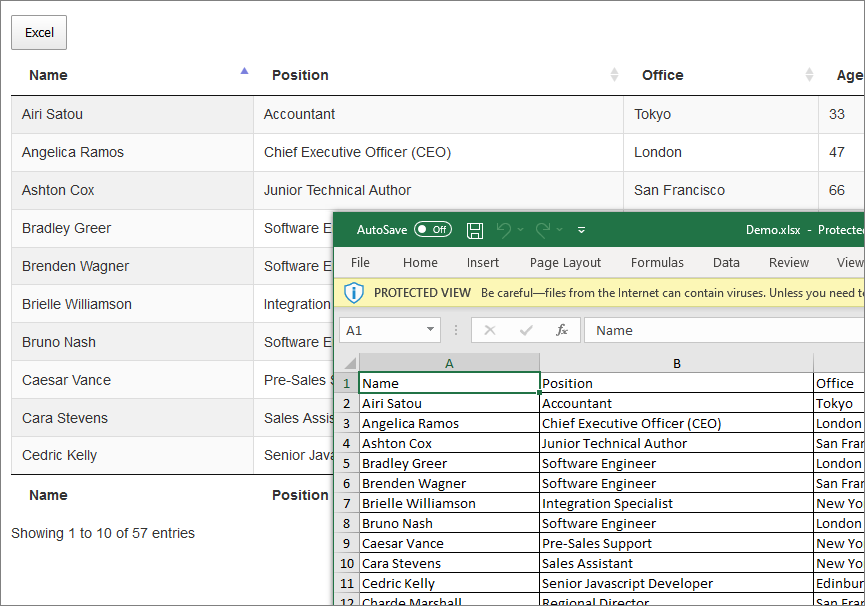 Excel
Name Position Office Age
Airi Satou Accountant Tokyo 33
Angelica Ramos Chief Executive Officer (CEO) London 47
Ashton Cox Junior Technical Author San Francisco 66
Bradley Greer Software E
Brenden Wagner Software E
Brielle Williamson Integration
Bruno Nash Software E
Caesar Vance Pre-Sales
Cara Stevens Sales Assis
Cedric Kelly Senior Java
Name Position
Showing 1 to 10 of 57 entries
AutoSave Off Demo.xlsx - Protected
File Home Insert Page Layout Formulas Data Review View
PROTECTED VIEW Be careful—files from the Internet can contain viruses. Unless you need to
A1 fx Name
A B
1 Name Position Office
2 Airi Satou Accountant Tokyo
3 Angelica Ramos Chief Executive Officer (CEO) London
4 Ashton Cox Junior Technical Author San Fran
5 Bradley Greer Software Engineer London
6 Brenden Wagner Software Engineer San Fran
7 Brielle Williamson Integration Specialist New Yo
8 Bruno Nash Software Engineer London
9 Caesar Vance Pre-Sales Support New Yo
10 Cara Stevens Sales Assistant New Yo
11 Cedric Kelly Senior Javascript Developer Edinbur
12 Charde Marshall Regional Director San Fran